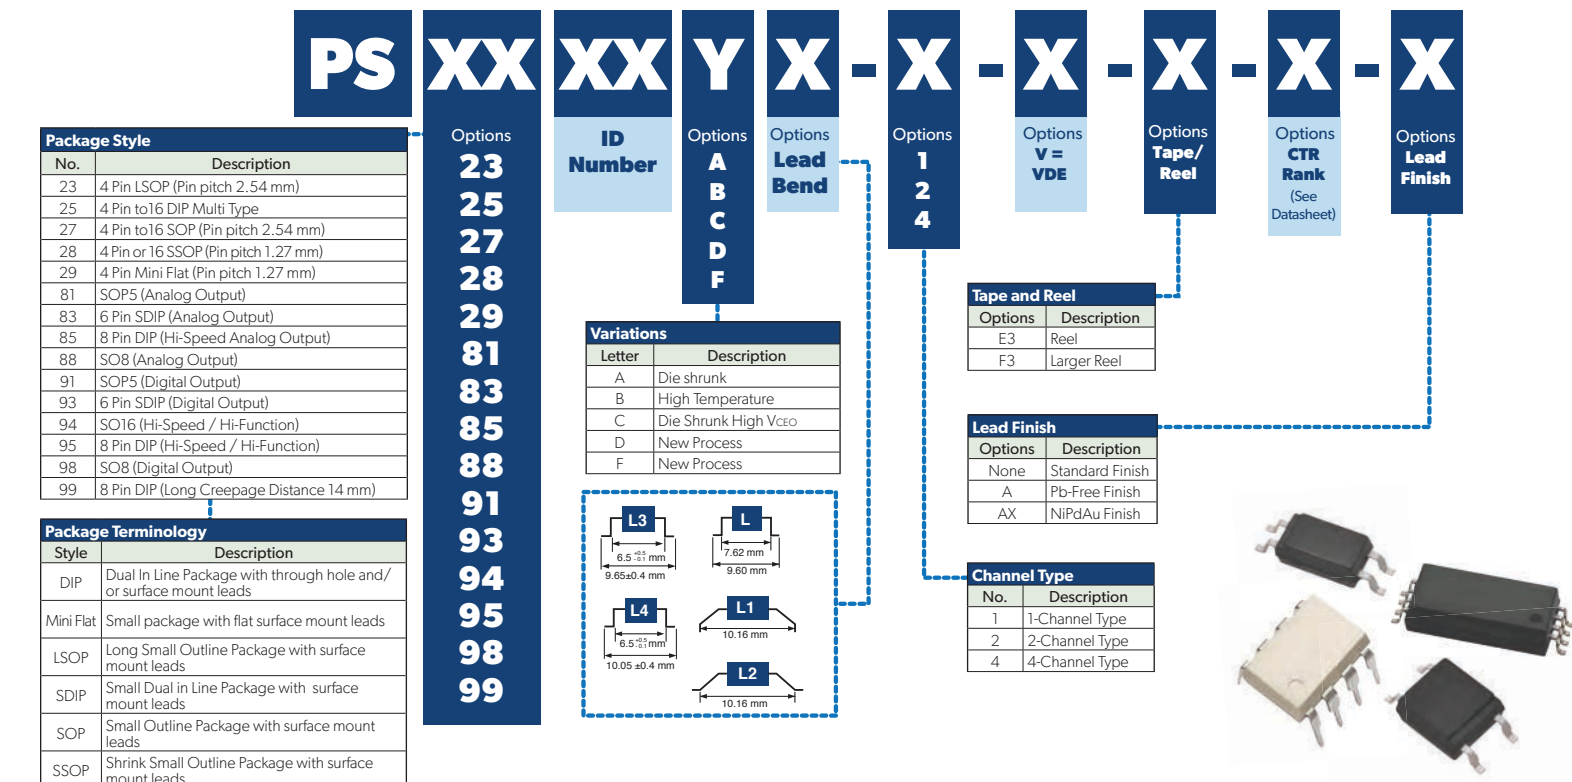 PS XX XX Y X - X - X - X - X - X
Options
23
25
27
28
29
81
83
85
88
91
93
94
95
98
99
ID
Number
Options
A
B
C
D
F
Options
Lead
Bend
Options
1
2
4
Options
V =
VDE
Options
Tape/
Reel
Options
CTR
Rank
(See
Datasheet)
Options
Lead
Finish
Package Style
No. Description
23 4 Pin LSOP (Pin pitch 2.54 mm)
25 4 Pin to16 DIP Multi Type
27 4 Pin to16 SOP (Pin pitch 2.54 mm)
28 4 Pin or 16 SSOP (Pin pitch 1.27 mm)
29 4 Pin Mini Flat (Pin pitch 1.27 mm)
81 SOP5 (Analog Output)
83 6 Pin SDIP (Analog Output)
85 8 Pin DIP (Hi-Speed Analog Output)
88 SO8 (Analog Output)
91 SOP5 (Digital Output)
93 6 Pin SDIP (Digital Output)
94 SO16 (Hi-Speed / Hi-Function)
95 8 Pin DIP (Hi-Speed / Hi-Function)
98 SO8 (Digital Output)
99 8 Pin DIP (Long Creepage Distance 14 mm)
Package Terminology
Style Description
DIP Dual In Line Package with through hole and/
or surface mount leads
Mini Flat Small package with flat surface mount leads
LSOP Long Small Outline Package with surface
mount leads
SDIP Small Dual in Line Package with surface
mount leads
SOP Small Outline Package with surface mount
leads
SSOP Shrink Small Outline Package with surface
mount leads
Variations
Letter Description
A Die shrunk
B High Temperature
C Die Shrunk High VCEO
D New Process
F New Process
L3
6.5 +0.5 -0.1 mm
9.65±0.4 mm
L
7.62 mm
9.60 mm
L4
6.5 +0.5 -0.1 mm
10.05 ±0.4 mm
L1
10.16 mm
L2
10.16 mm
Tape and Reel
Options Description
E3 Reel
F3 Larger Reel
Lead Finish
Options Description
None Standard Finish
A Pb-Free Finish
AX NiPdAu Finish
Channel Type
No. Description
1 1-Channel Type
2 2-Channel Type
4 4-Channel Type